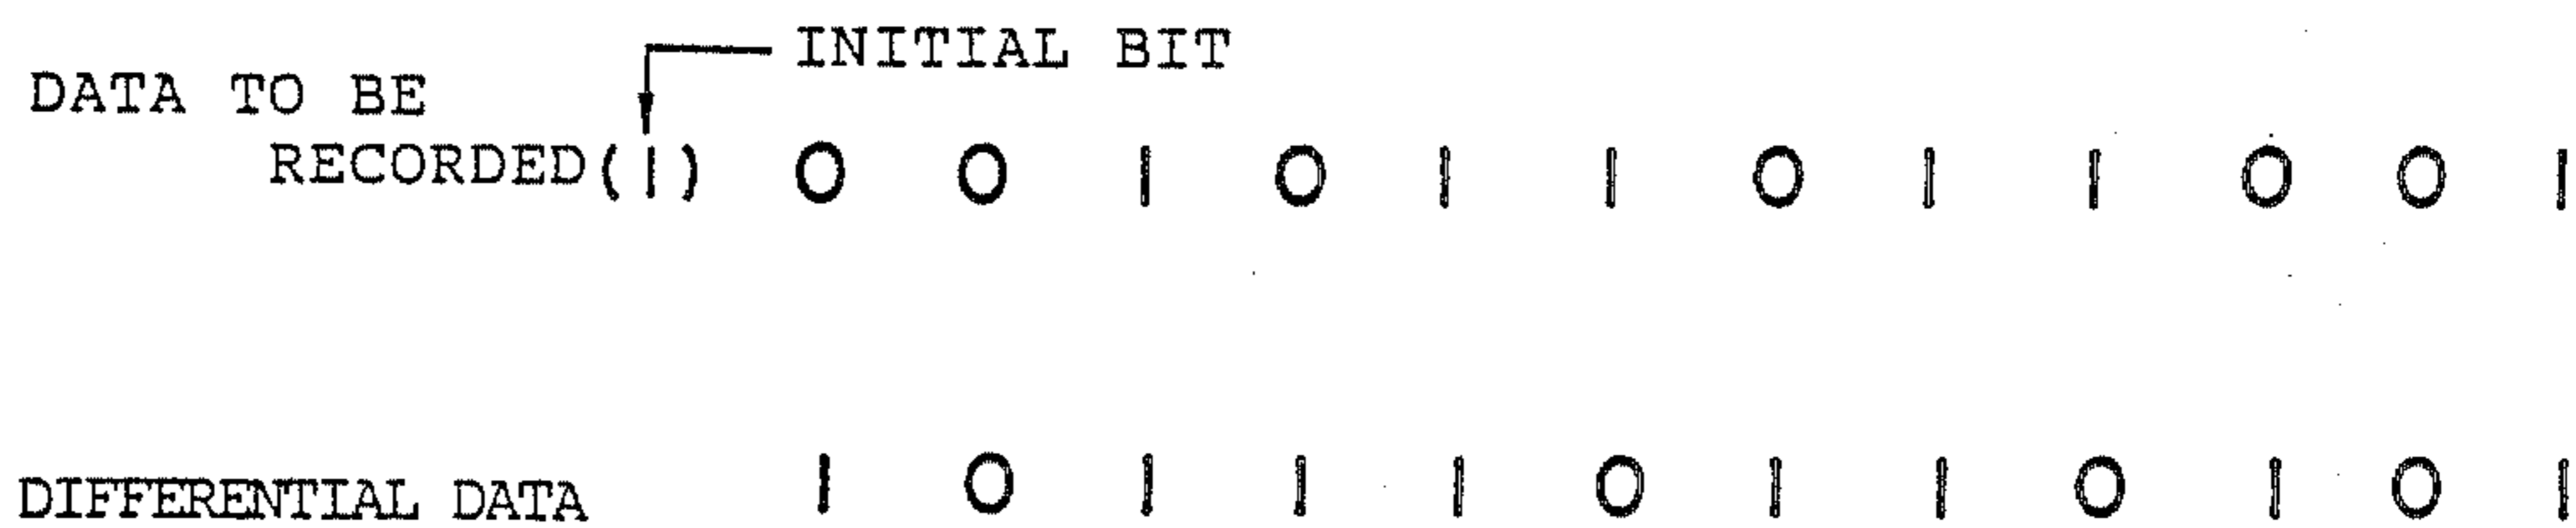 INITIAL BIT
DATA TO BE
RECORDED(1) 0 0 1 0 1 1 0 1 1 0 0 1
DIFFERENTIAL DATA 1 0 1 1 1 0 1 1 0 1 0 1